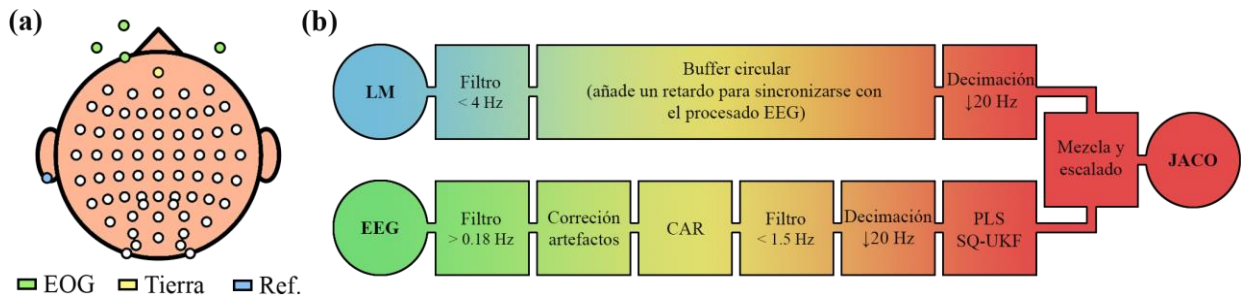 (a)
EOG
Tierra
Ref.
(b)
LM
Filtro
< 4 Hz
Buffer circular
(añade un retardo para sincronizarse con
el procesado EEG)
Decimación
↓20 Hz
Mezcla y
escalado
JACO
EEG
Filtro
> 0.18 Hz
Correción
artefactos
CAR
Filtro
< 1.5 Hz
Decimación
↓20 Hz
PLS
SQ-UKF